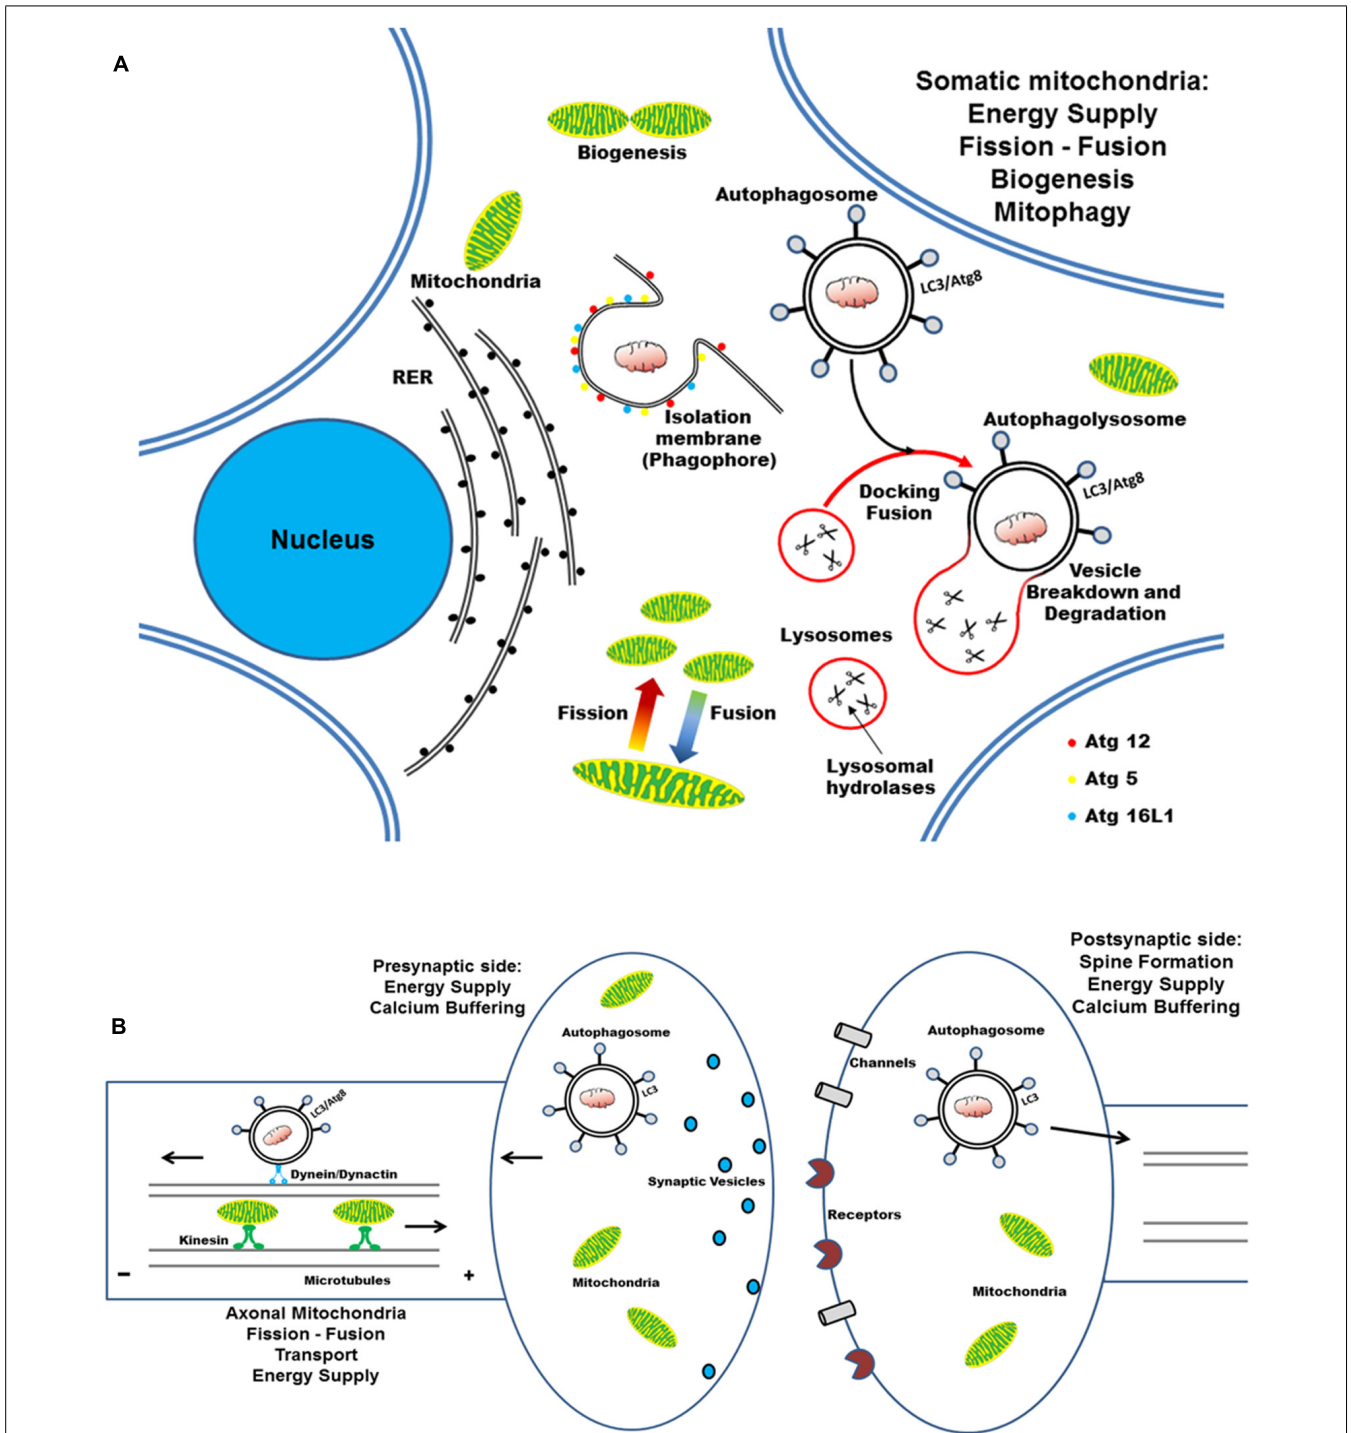 A
Somatic mitochondria:
Energy Supply
Fission - Fusion
Biogenesis
Mitophagy
Biogenesis
Autophagosome
LC3/Atg8
Mitochondria
RER
Isolation
membrane
(Phagophore)
Autophagolysosome
LC3/Atg8
Docking
Fusion
Nucleus
Vesicle
Breakdown and
Degradation
Lysosomes
Fission
Fusion
Lysosomal
hydrolases
Atg 12
Atg 5
Atg 16L1
B
Presynaptic side:
Energy Supply
Calcium Buffering
Postsynaptic side:
Spine Formation
Energy Supply
Calcium Buffering
Autophagosome
LC3
Autophagosome
LC3
Channels
LC3/Atg8
Dynein/Dynactin
Synaptic Vesicles
Receptors
Kinesin
Microtubules
–
+
Mitochondria
Mitochondria
Axonal Mitochondria
Fission - Fusion
Transport
Energy Supply